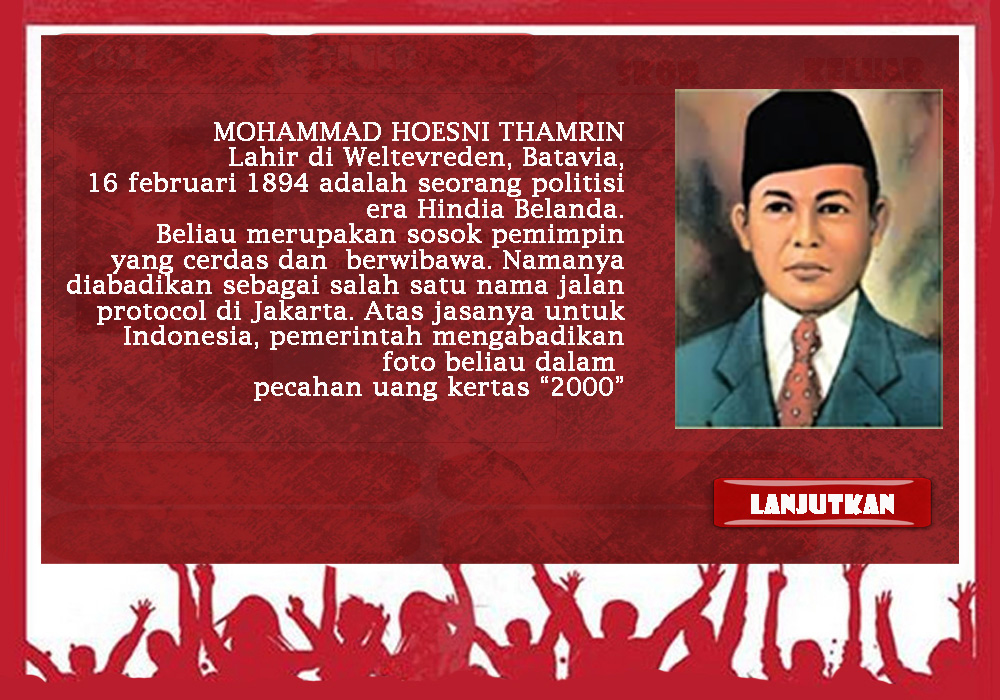 MOHAMMAD HOESNI THAMRIN
Lahir di Weltevreden, Batavia,
16 februari 1894 adalah seorang politisi
era Hindia Belanda.
Beliau merupakan sosok pemimpin
yang cerdas dan berwibawa. Namanya
diabadikan sebagai salah satu nama jalan
protocol di Jakarta. Atas jasanya untuk
Indonesia, pemerintah mengabadikan
foto beliau dalam
pecahan uang kertas “2000”
LANJUTKAN